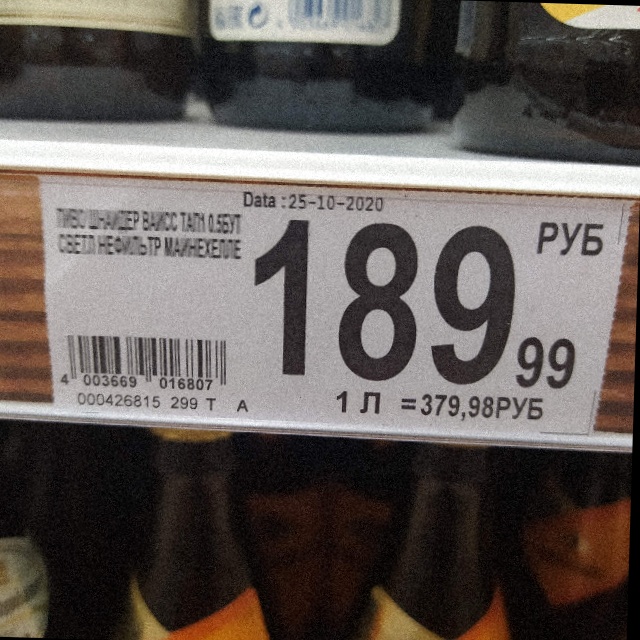 Data :25-10-2020
ПИВО ШНАЙДЕР ВАЙСС ТАП1 0.5БУТ
СВЕТЛ НЕФИЛЬТР МАЙНЕХЕЛЛЕ
189 99 РУБ
4 003669 016807
000426815 299 Т А
1 Л =379,98РУБ